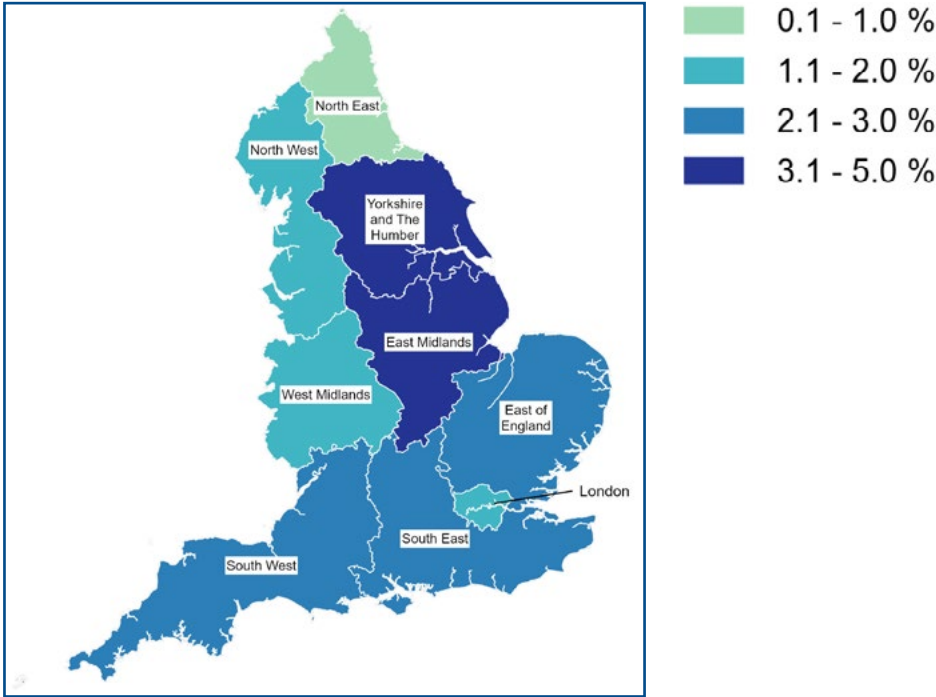 0.1 - 1.0 %
1.1 - 2.0 %
2.1 - 3.0 %
3.1 - 5.0 %
North East
North West
Yorkshire
and The
Humber
East Midlands
West Midlands
East of
England
London
South East
South West